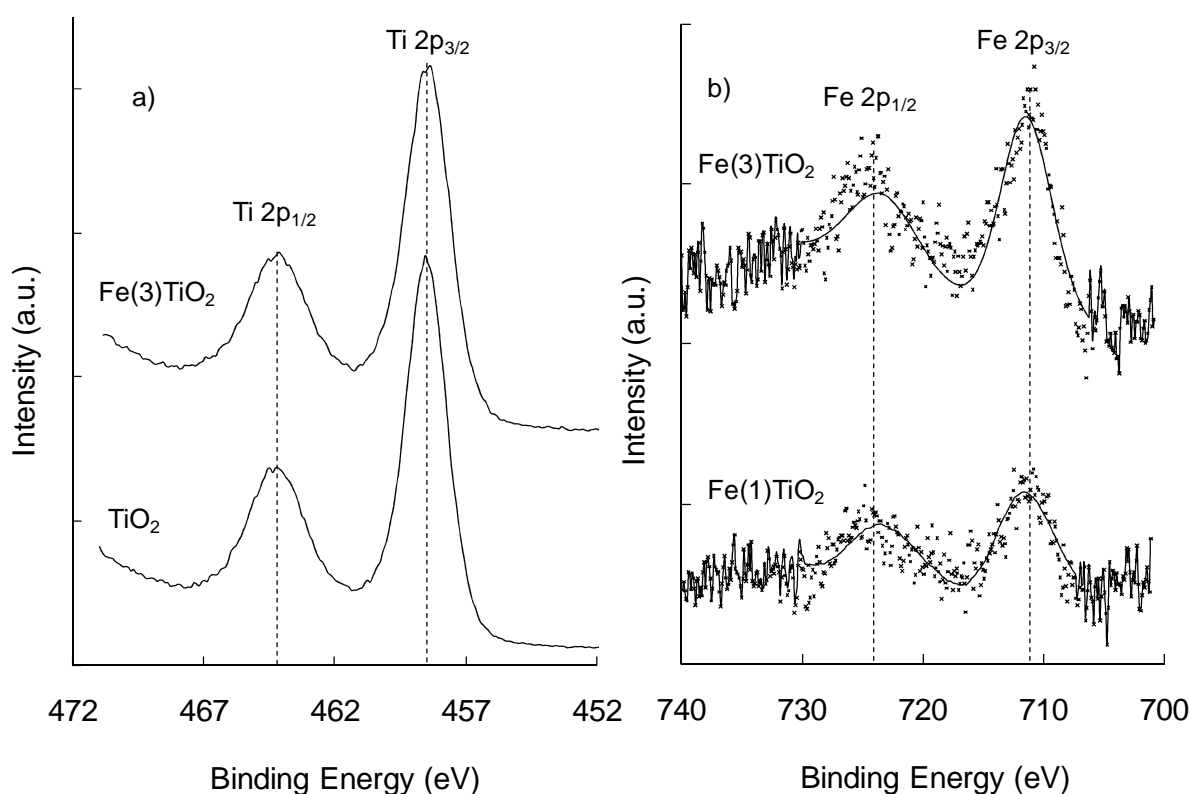 a)
Ti 2p3/2
Ti 2p1/2
Fe(3)TiO2
TiO2
Intensity (a.u.)
472 467 462 457 452
Binding Energy (eV)
b)
Fe 2p3/2
Fe 2p1/2
Fe(3)TiO2
Fe(1)TiO2
Intensity (a.u.)
740 730 720 710 700
Binding Energy (eV)